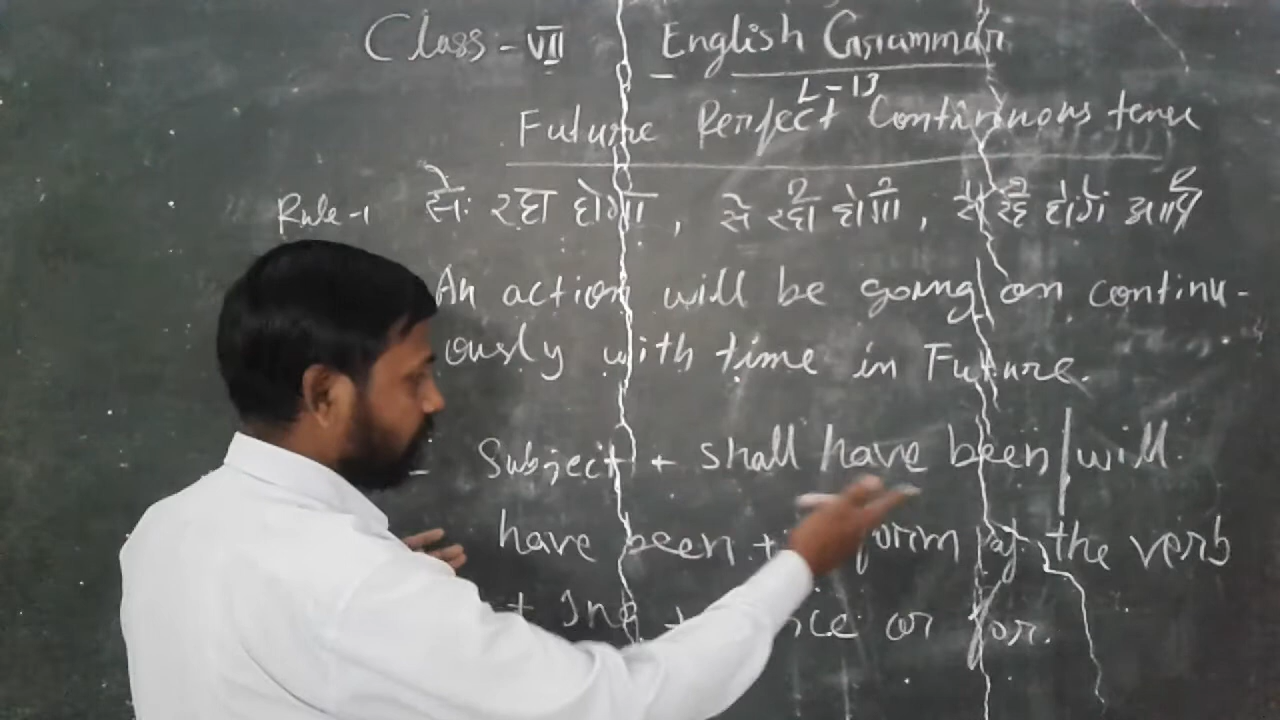 Class - VII English Grammar
L-13
Future Perfect Continuous tense
Rule-1 से रहा होगा, से रही होगी, से रहे होंगे
An action will be going on continu-
ously with time in Future.
- Subject + shall have been / will
have been + form of the verb
+ Ing + or for.